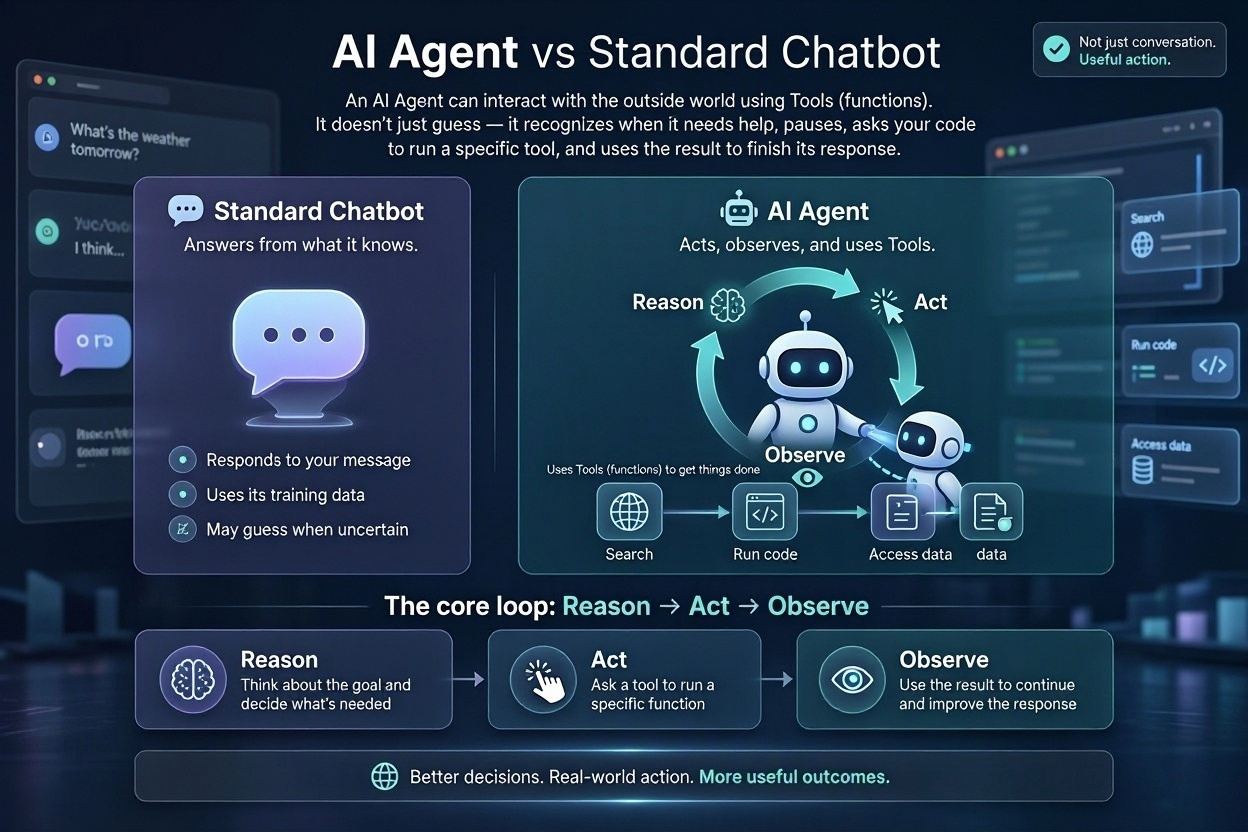 AI Agent vs Standard Chatbot
Not just conversation.
Useful action.
An AI Agent can interact with the outside world using Tools (functions).
It doesn't just guess — it recognizes when it needs help, pauses, asks your code
to run a specific tool, and uses the result to finish its response.
What's the weather
tomorrow?
I think...
Standard Chatbot
Answers from what it knows.
Responds to your message
Uses its training data
May guess when uncertain
AI Agent
Acts, observes, and uses Tools.
Reason
Act
Observe
Uses Tools (functions) to get things done
Search
Run code
Access data
data
Search
Run code
Access data
The core loop: Reason → Act → Observe
Reason
Think about the goal and
decide what's needed
Act
Ask a tool to run a
specific function
Observe
Use the result to continue
and improve the response
Better decisions. Real-world action. More useful outcomes.